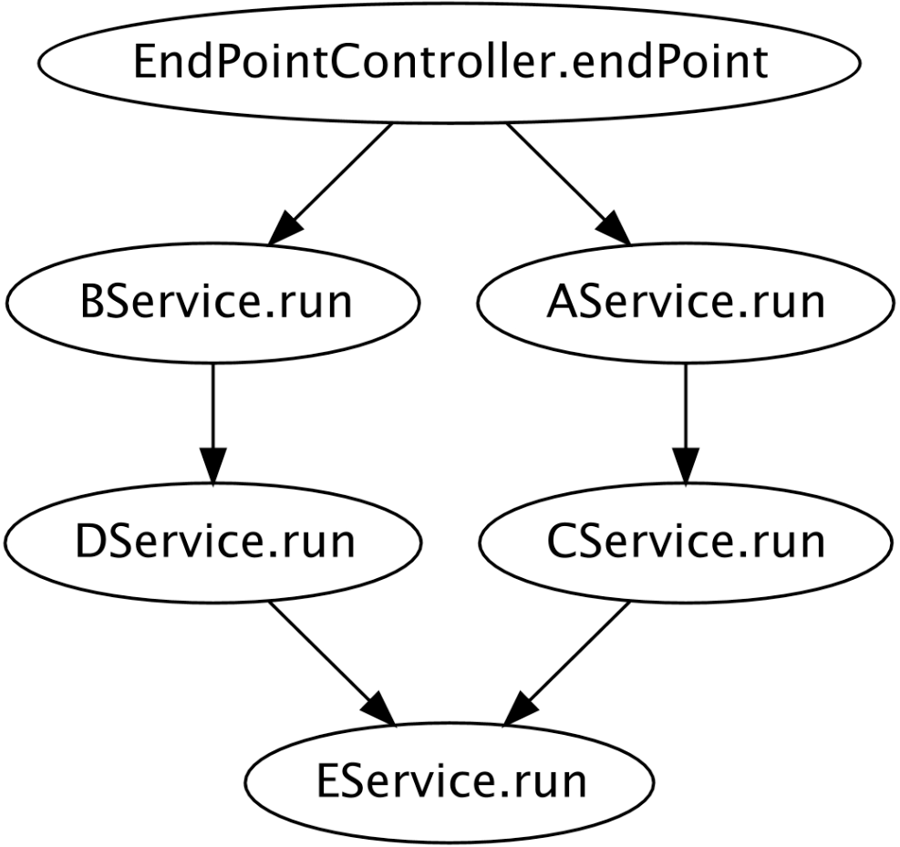 EndPointController.endPoint
BService.run
AService.run
DService.run
CService.run
EService.run